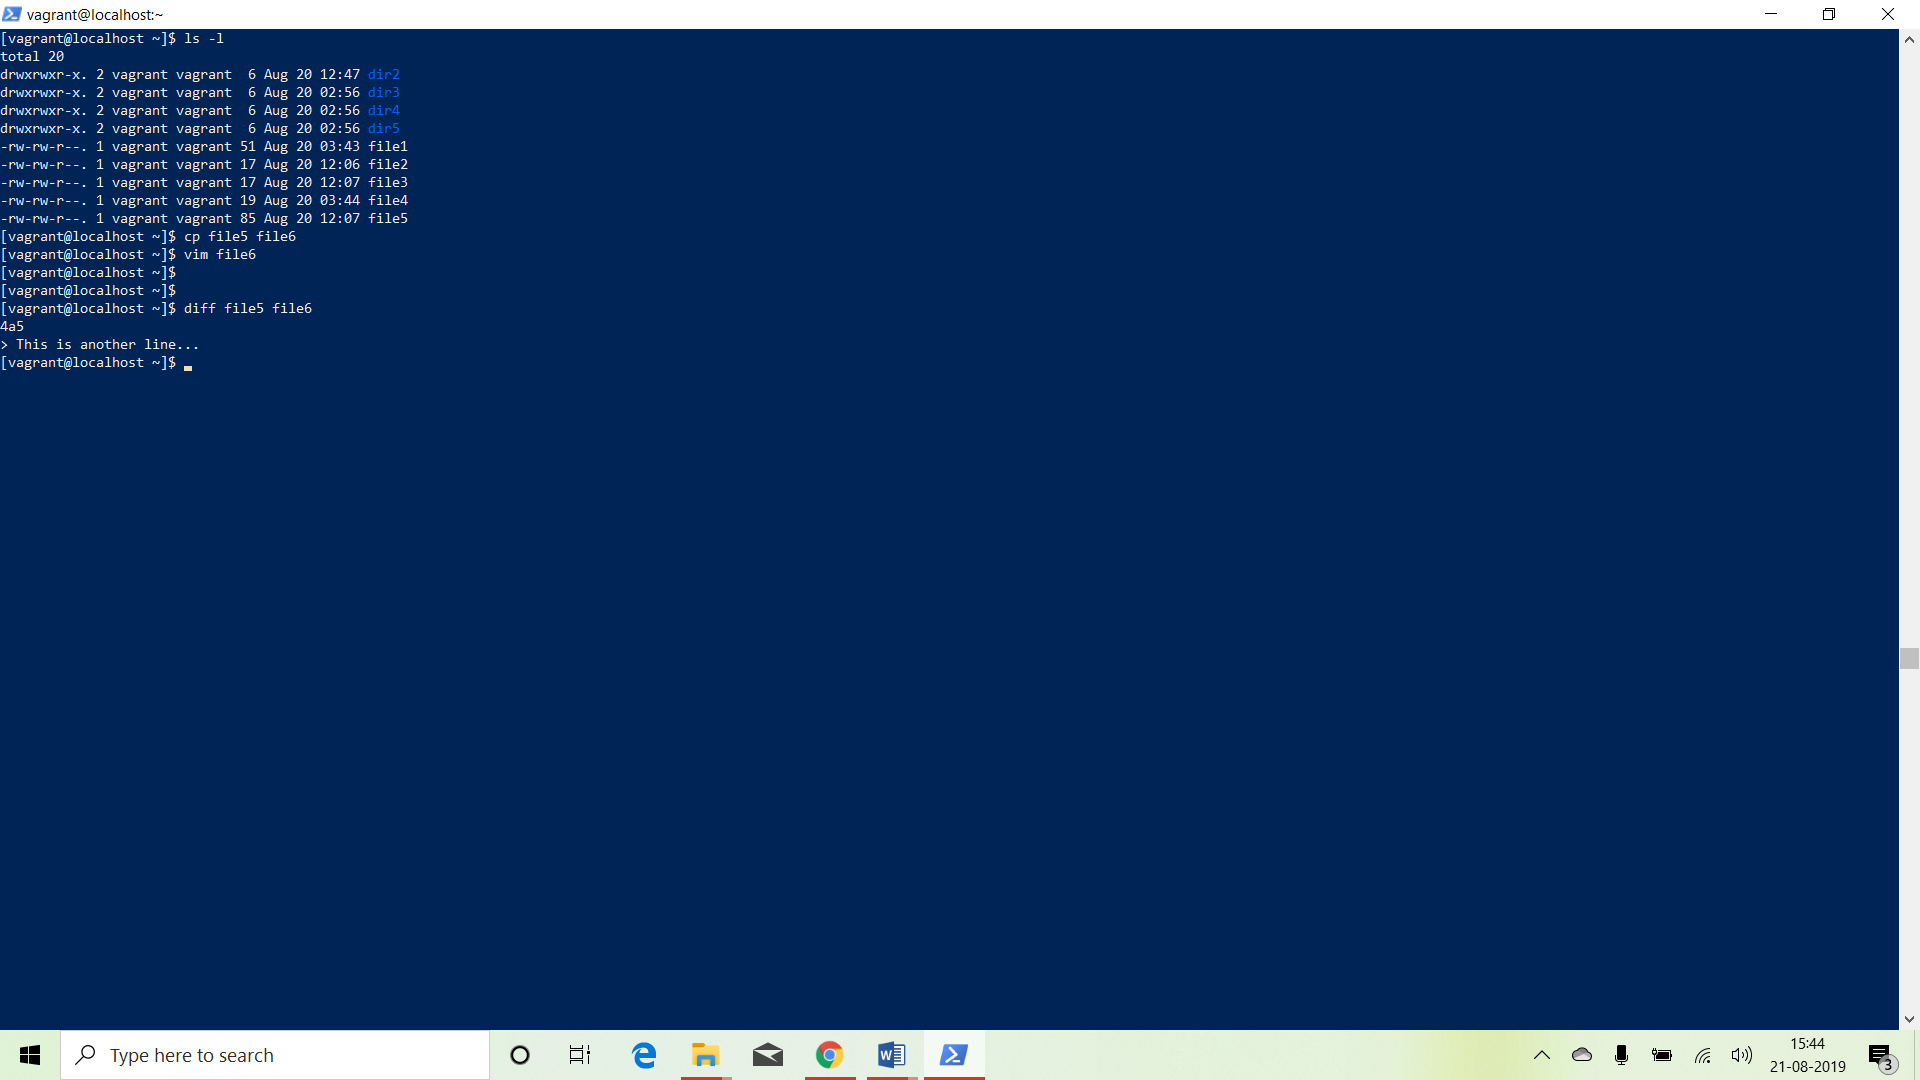 vagrant@localhost:~
[vagrant@localhost ~]$ ls -l
total 20
drwxrwxr-x. 2 vagrant vagrant  6 Aug 20 12:47 dir2
drwxrwxr-x. 2 vagrant vagrant  6 Aug 20 02:56 dir3
drwxrwxr-x. 2 vagrant vagrant  6 Aug 20 02:56 dir4
drwxrwxr-x. 2 vagrant vagrant  6 Aug 20 02:56 dir5
-rw-rw-r--. 1 vagrant vagrant 51 Aug 20 03:43 file1
-rw-rw-r--. 1 vagrant vagrant 17 Aug 20 12:06 file2
-rw-rw-r--. 1 vagrant vagrant 17 Aug 20 12:07 file3
-rw-rw-r--. 1 vagrant vagrant 19 Aug 20 03:44 file4
-rw-rw-r--. 1 vagrant vagrant 85 Aug 20 12:07 file5
[vagrant@localhost ~]$ cp file5 file6
[vagrant@localhost ~]$ vim file6
[vagrant@localhost ~]$
[vagrant@localhost ~]$
[vagrant@localhost ~]$ diff file5 file6
4a5
> This is another line...
[vagrant@localhost ~]$
Type here to search
15:44
21-08-2019
3